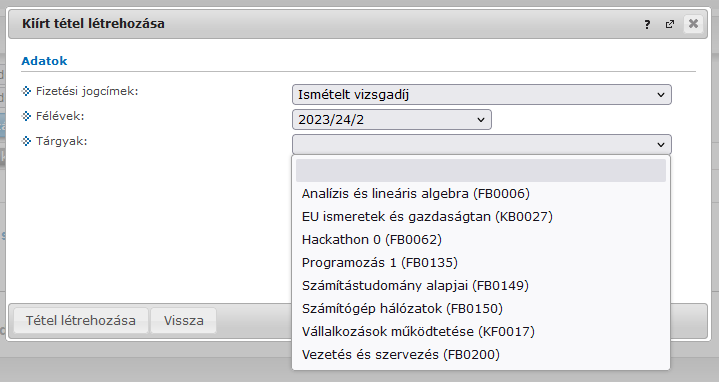 Kiírt tétel létrehozása
?
Adatok
Fizetési jogcímek:
Ismételt vizsgadíj
Félévek:
2023/24/2
Tárgyak:
Analízis és lineáris algebra (FB0006)
EU ismeretek és gazdaságtan (KB0027)
Hackathon 0 (FB0062)
Programozás 1 (FB0135)
Számítástudomány alapjai (FB0149)
Számítógép hálózatok (FB0150)
Vállalkozások működtetése (KF0017)
Vezetés és szervezés (FB0200)
Tétel létrehozása
Vissza